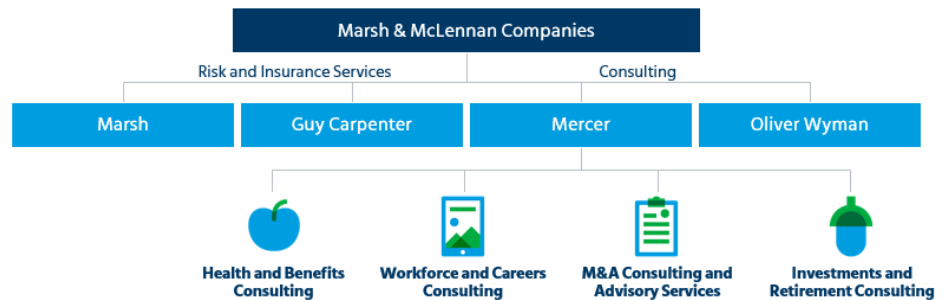 Marsh & McLennan Companies
Risk and Insurance Services
Consulting
Marsh
Guy Carpenter
Mercer
Oliver Wyman
Health and Benefits
Consulting
Workforce and Careers
Consulting
M&A Consulting and
Advisory Services
Investments and
Retirement Consulting